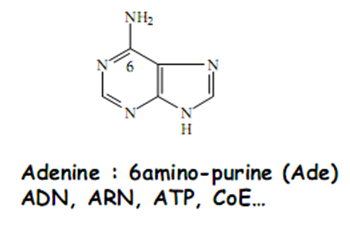 NH2
N
6
N
N
N
H
Adenine : 6amino-purine (Ade)
ADN, ARN, ATP, CoE...